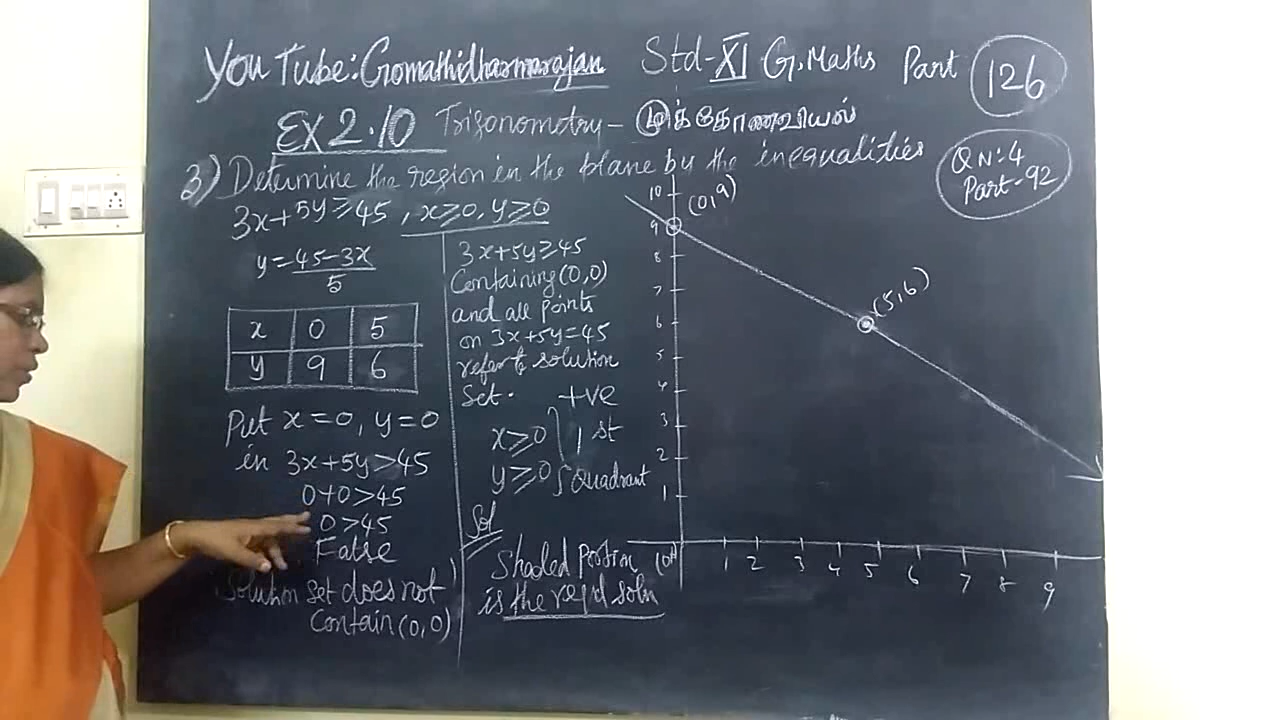 YouTube: Gomathidharmarajan Std-XI G.Maths Part 126
EX 2.10 Trigonometry - முக்கோணவியல்
3) Determine the region in the plane by the inequalities
QN:4
Part-92
3x+5y≥45, x≥0, y≥0
y=45-3x
5
x 0 5
y 9 6
Put x=0, y=0
in 3x+5y>45
0+0>45
0>45
False
Solution set does not
Contain (0,0)
3x+5y≥45
Containing (0,0)
and all points
on 3x+5y=45
refer to solution
Set.
+ve
x≥0
y≥0
1st
Quadrant
Sol
Shaded portion
is the reqd soln
(0,9)
(5,6)
10
9
8
7
6
5
4
3
2
1
1 2 3 4 5 6 7 8 9